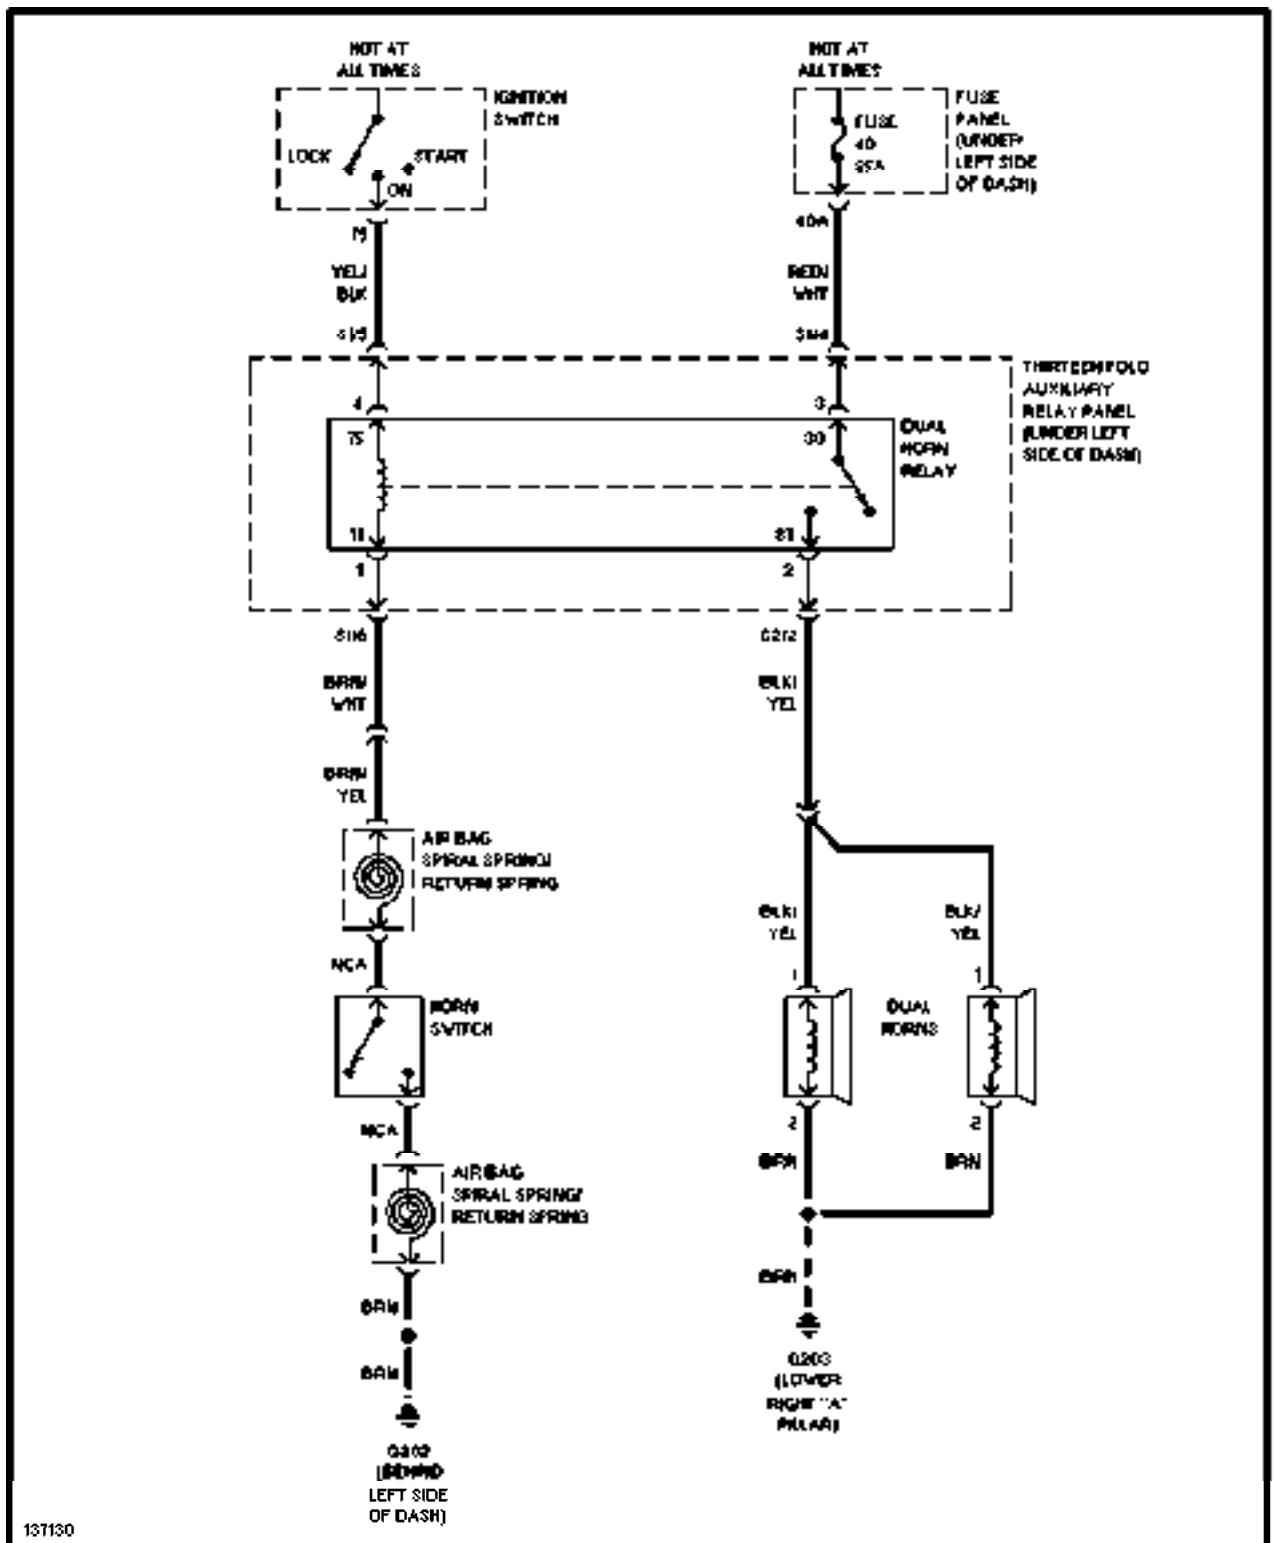 HOT AT
ALL TIMES
IGNITION
SWITCH
LOCK
START
ON
HOT AT
ALL TIMES
FUSE
40
FUSE
PANEL
(UNDER
LEFT SIDE
OF DASH)
75
YEL/
BLK
40A
RED/
WHT
THIRTEENFOLD
AUXILIARY
RELAY PANEL
(UNDER LEFT
SIDE OF DASH)
4
3
75
30
DUAL
HORN
RELAY
1
2
BRN/
WHT
BLK/
YEL
BRN/
YEL
AIR BAG
SPIRAL SPRING/
RETURN SPRING
BLK/
YEL
BLK/
YEL
NCA
1
1
HORN
SWITCH
DUAL
HORNS
NCA
2
2
BRN
BRN
AIR BAG
SPIRAL SPRING/
RETURN SPRING
BRN
BRN
BRN
G203
(LOWER
RIGHT "A"
PILLAR)
(BEHIND
LEFT SIDE
OF DASH)
137130